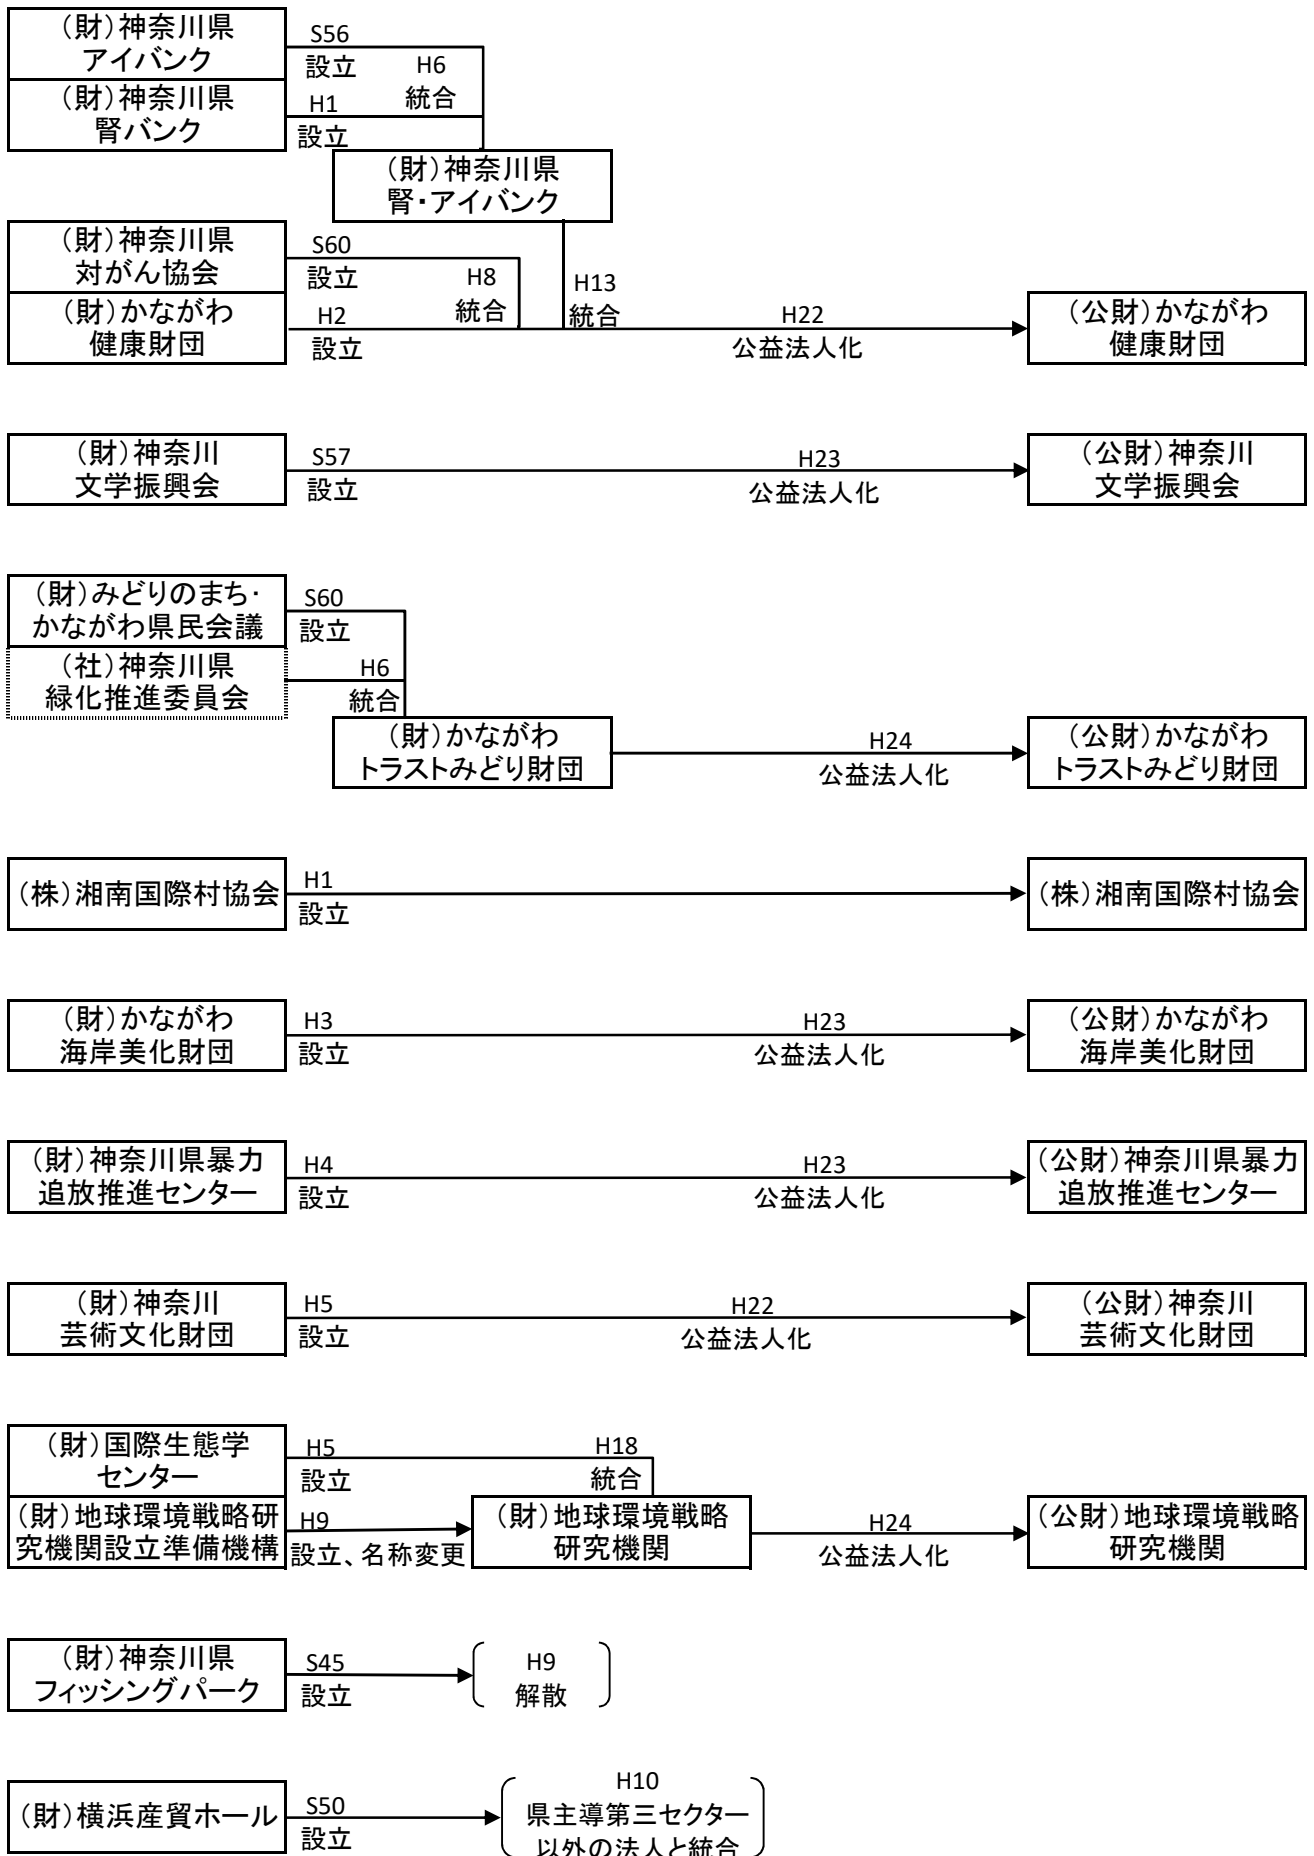 （財）神奈川県
アイバンク
S56
設立
H6
統合
（財）神奈川県
腎バンク
H1
設立
（財）神奈川県
腎・アイバンク
（財）神奈川県
対がん協会
S60
設立
H8
統合
H13
統合
（財）かながわ
健康財団
H2
設立
H22
公益法人化
（公財）かながわ
健康財団
（財）神奈川
文学振興会
S57
設立
H23
公益法人化
（公財）神奈川
文学振興会
（財）みどりのまち・
かながわ県民会議
S60
設立
（社）神奈川県
緑化推進委員会
H6
統合
（財）かながわ
トラストみどり財団
H24
公益法人化
（公財）かながわ
トラストみどり財団
（株）湘南国際村協会
H1
設立
（株）湘南国際村協会
（財）かながわ
海岸美化財団
H3
設立
H23
公益法人化
（公財）かながわ
海岸美化財団
（財）神奈川県暴力
追放推進センター
H4
設立
H23
公益法人化
（公財）神奈川県暴力
追放推進センター
（財）神奈川
芸術文化財団
H5
設立
H22
公益法人化
（公財）神奈川
芸術文化財団
（財）国際生態学
センター
H5
設立
H18
統合
（財）地球環境戦略研
究機関設立準備機構
H9
設立、名称変更
（財）地球環境戦略
研究機関
H24
公益法人化
（公財）地球環境戦略
研究機関
（財）神奈川県
フィッシングパーク
S45
設立
H9
解散
（財）横浜産貿ホール
S50
設立
H10
県主導第三セクター
以外の法人と統合